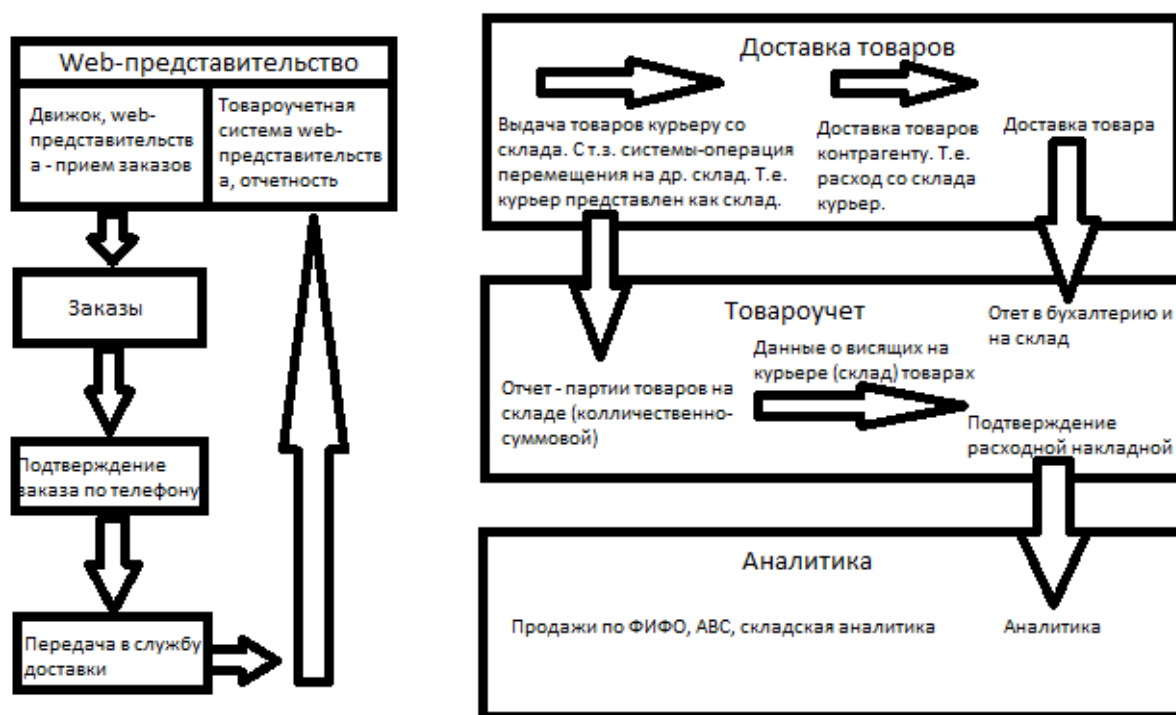 Web-представительство
Движок, web-
представительств
а - прием заказов
Товароучетная
система web-
представительств
а, отчетность
Заказы
Подтверждение
заказа по телефону
Передача в службу
доставки
Доставка товаров
Выдача товаров курьеру со
склада. С т.з. системы-операция
перемещения на др. склад. Т.е.
курьер представлен как склад.
Доставка товаров
контрагенту. Т.е.
расход со склада
курьер.
Доставка товара
Товароучет
Отет в бухалтерию и
на склад
Данные о висящих на
курьере (склад) товарах
Отчет - партии товаров на
складе (колличественно-
суммовой)
Подтверждение
расходной накладной
Аналитика
Продажи по ФИФО, АВС, складская аналитика
Аналитика